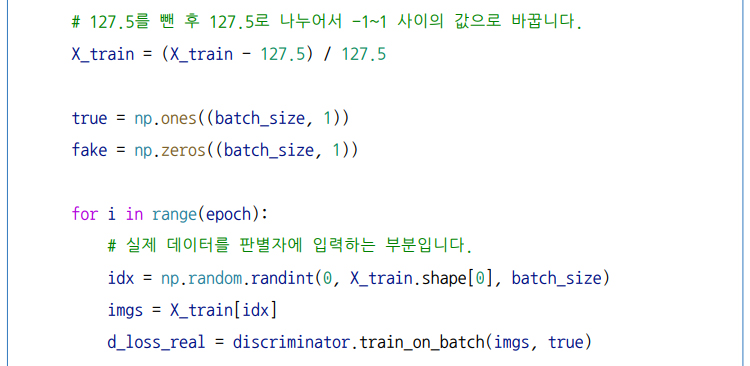 # 127.5를 뺀 후 127.5로 나누어서 -1~1 사이의 값으로 바꿉니다.
X_train = (X_train - 127.5) / 127.5
true = np.ones((batch_size, 1))
fake = np.zeros((batch_size, 1))
for i in range(epoch):
# 실제 데이터를 판별자에 입력하는 부분입니다.
idx = np.random.randint(0, X_train.shape[0], batch_size)
imgs = X_train[idx]
d_loss_real = discriminator.train_on_batch(imgs, true)